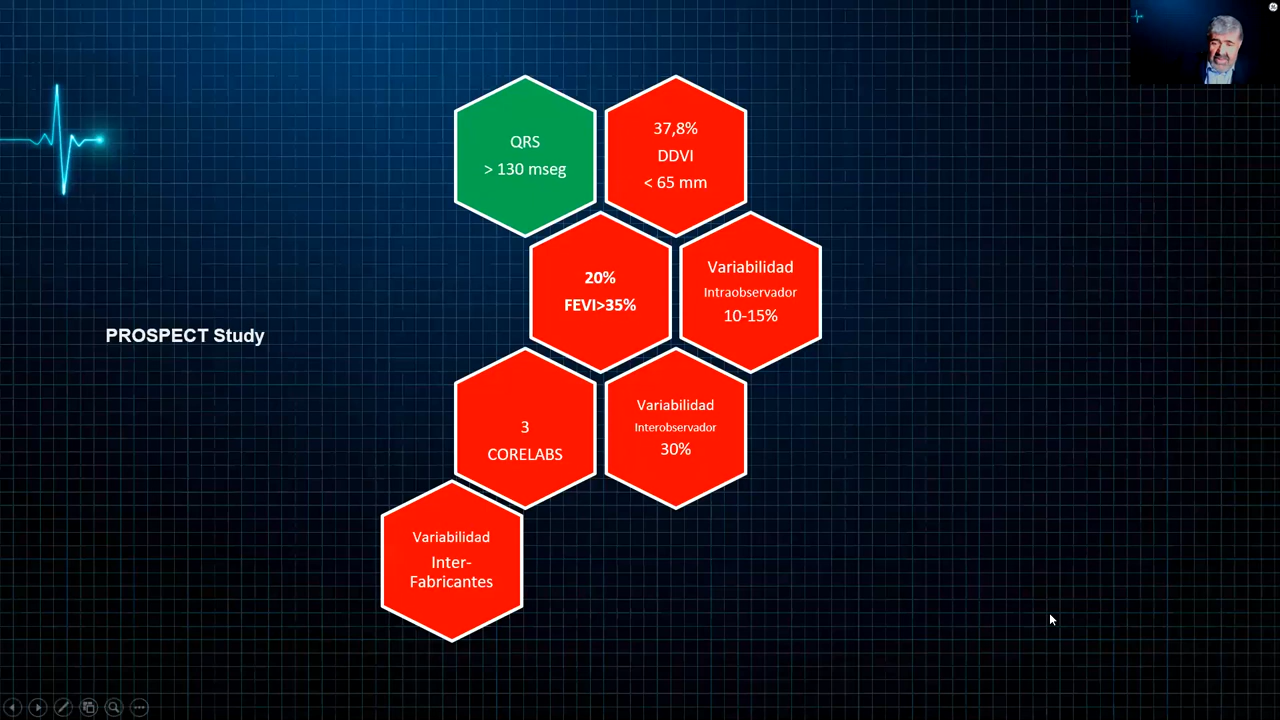 QRS
> 130 mseg
37,8%
DDVI
< 65 mm
20%
FEVI>35%
Variabilidad
Intraobservador
10-15%
PROSPECT Study
3
CORELABS
Variabilidad
Interobservador
30%
Variabilidad
Inter-
Fabricantes